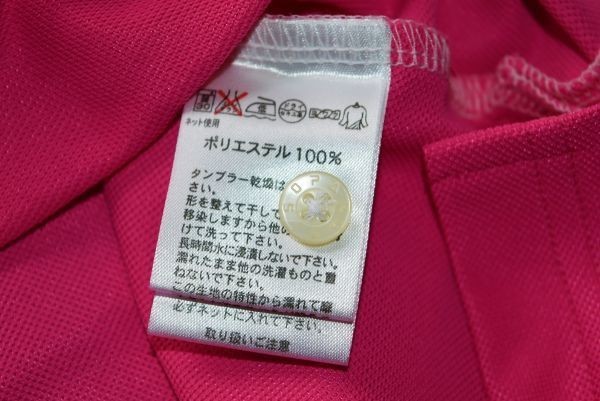 ネット使用
ポリエステル100%
タンブラー乾燥は
さい。
形を整えて干して
移染しますから他の
けて洗って下さい。
長時間水に浸漬しないで下さい。
濡れたまま他の洗濯ものと重
ねないで下さい。
この生地の特性から濡れて摩
必ずネットに入れて下さい。
取り扱いご注意